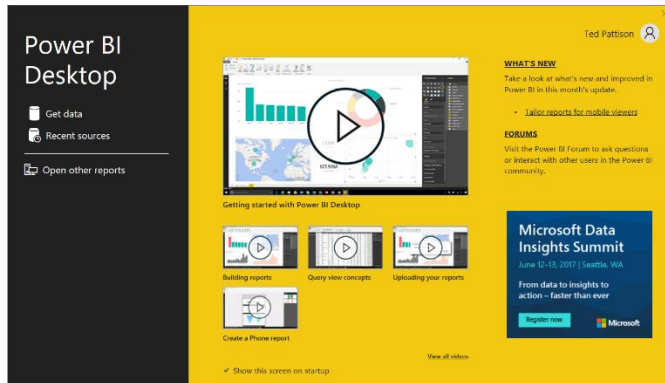 Power BI
Desktop
Get data
Recent sources
Open other reports
Getting started with Power BI Desktop
Building reports
Query view concepts
Uploading your reports
Create a Phone report
View all videos
Show this screen on startup
Ted Pattison
WHAT'S NEW
Take a look at what's new and improved in
Power BI in this month's update.
Tailor reports for mobile viewers
FORUMS
Visit the Power BI Forum to ask questions
or interact with other users in the Power BI
community.
Microsoft Data
Insights Summit
June 12-13, 2017 | Seattle, WA
From data to insights to
action – faster than ever
Register now
Microsoft